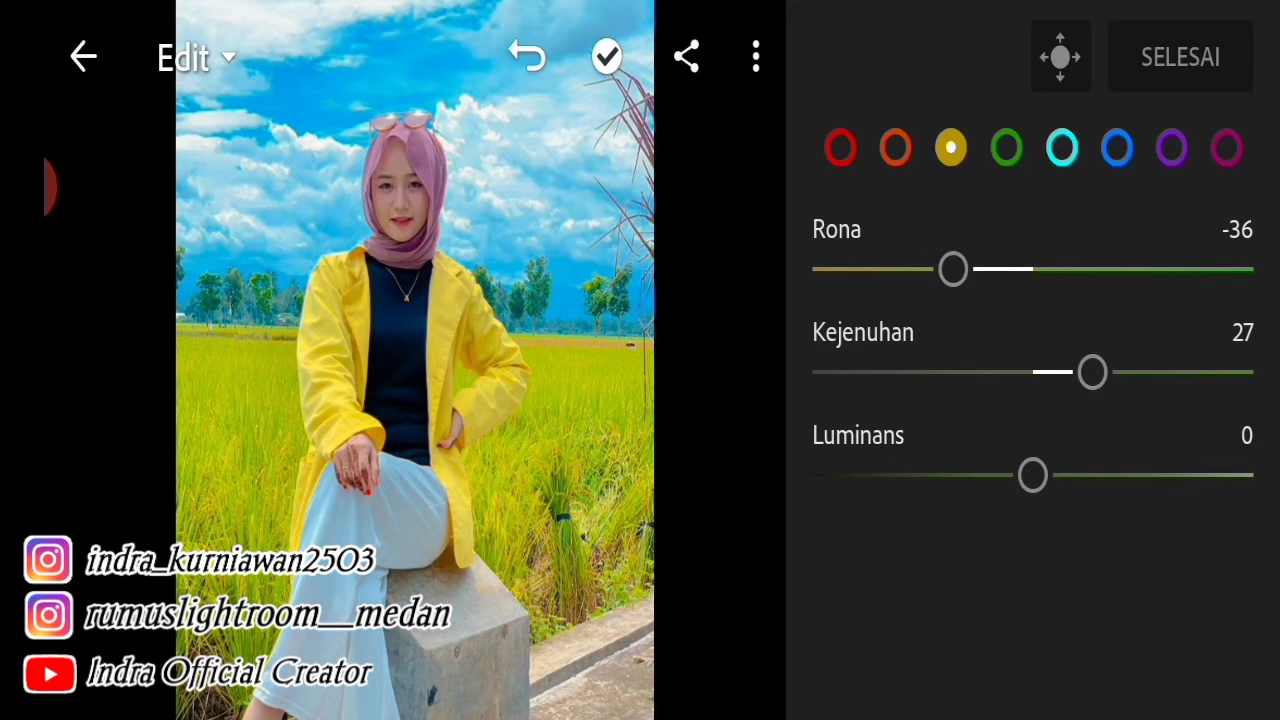 Edit
SELESAI
Rona -36
Kejenuhan 27
Luminans 0
indra_kurniawan2503
rumuslightroom__medan
Indra Official Creator